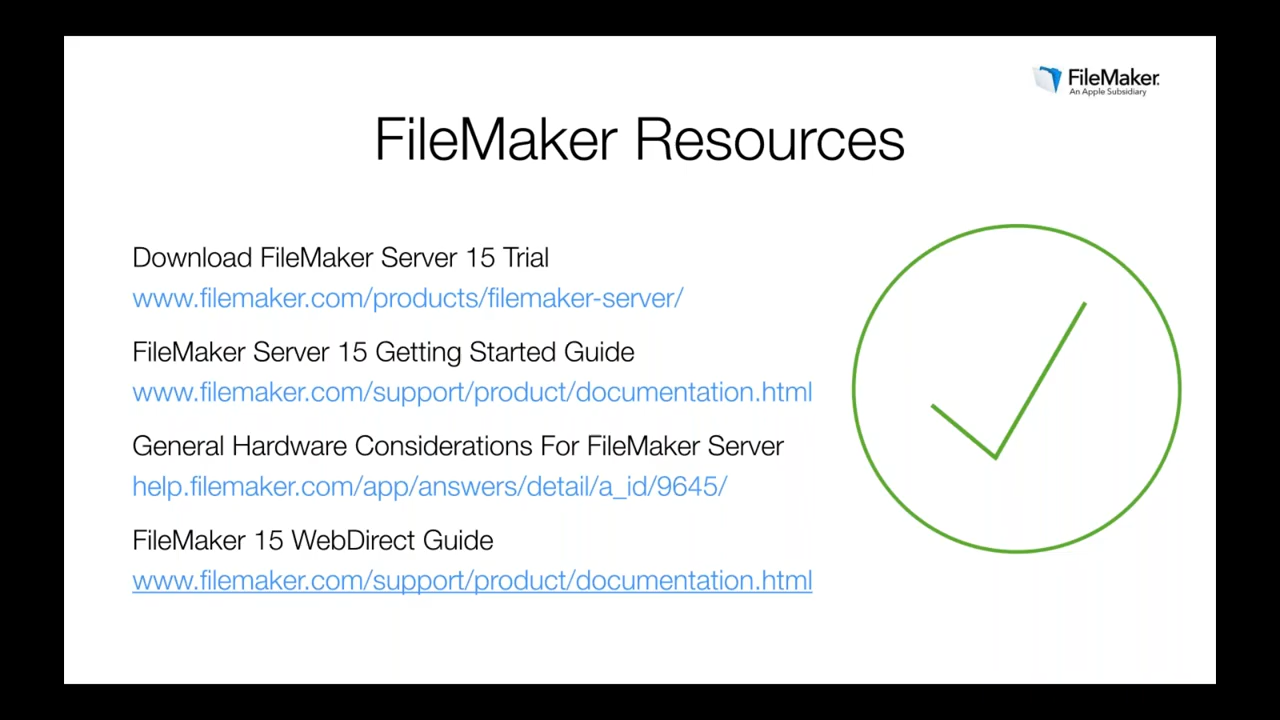 FileMaker.
An Apple Subsidiary
FileMaker Resources
Download FileMaker Server 15 Trial
www.filemaker.com/products/filemaker-server/
FileMaker Server 15 Getting Started Guide
www.filemaker.com/support/product/documentation.html
General Hardware Considerations For FileMaker Server
help.filemaker.com/app/answers/detail/a_id/9645/
FileMaker 15 WebDirect Guide
www.filemaker.com/support/product/documentation.html